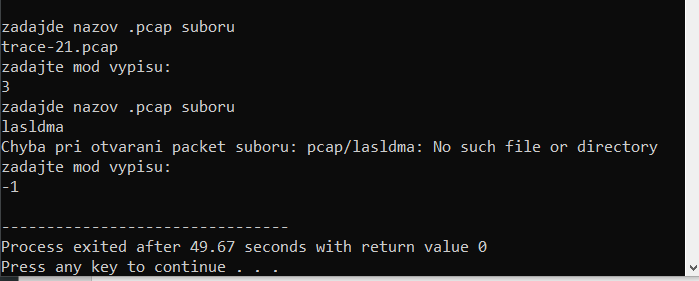 zadajde nazov .pcap suboru
trace-21.pcap
zadajte mod vypisu:
3
zadajde nazov .pcap suboru
lasldma
Chyba pri otvarani packet suboru: pcap/lasldma: No such file or directory
zadajte mod vypisu:
-1
--------------------------------
Process exited after 49.67 seconds with return value 0
Press any key to continue . . .